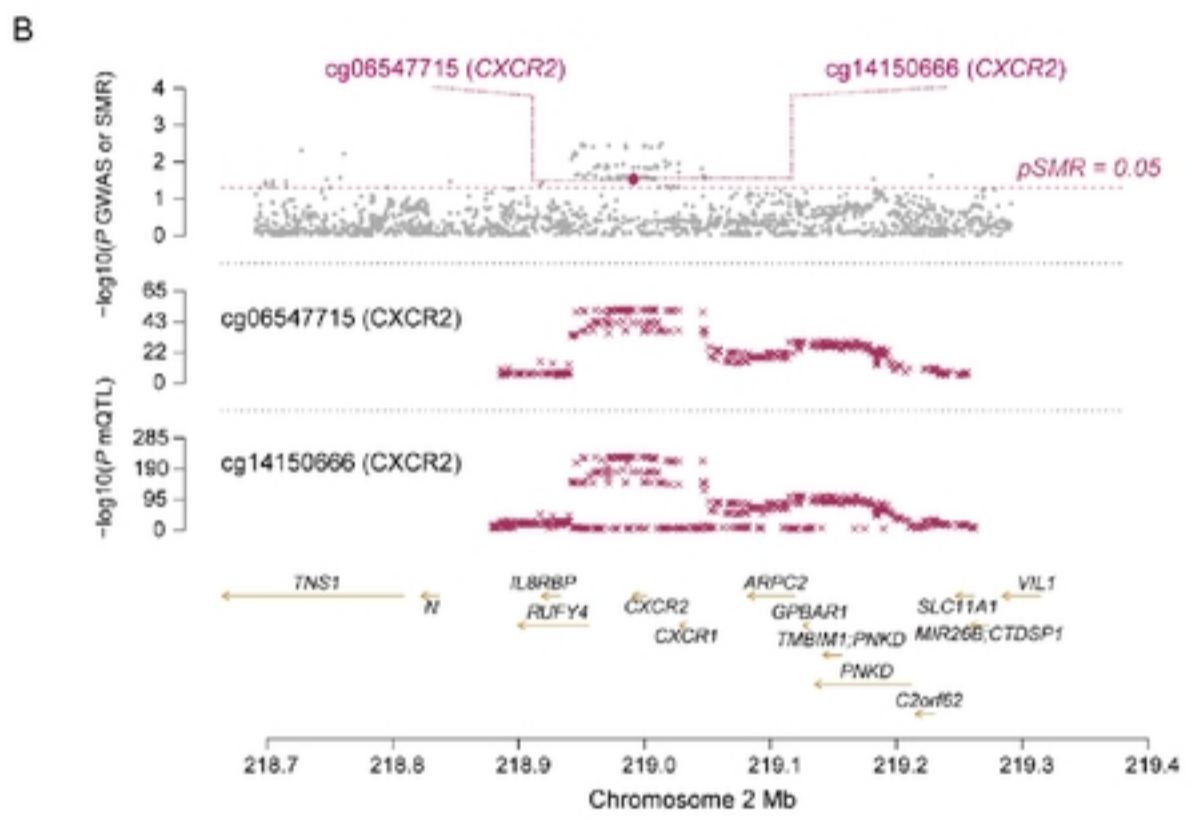 B
cg06547715 (CXCR2) cg14150666 (CXCR2)
4
3
2
1
0
pSMR = 0.05
−log10(P GWAS or SMR)
65
43
22
0
cg06547715 (CXCR2)
285
190
95
0
cg14150666 (CXCR2)
−log10(P mQTL)
TNS1 IL8RBP ARPC2 VIL1
N RUFY4 CXCR2 GPBAR1 SLC11A1
CXCR1 TMBIM1;PNKD MIR26B;CTDSP1
PNKD
C2orf62
218.7 218.8 218.9 219.0 219.1 219.2 219.3 219.4
Chromosome 2 Mb